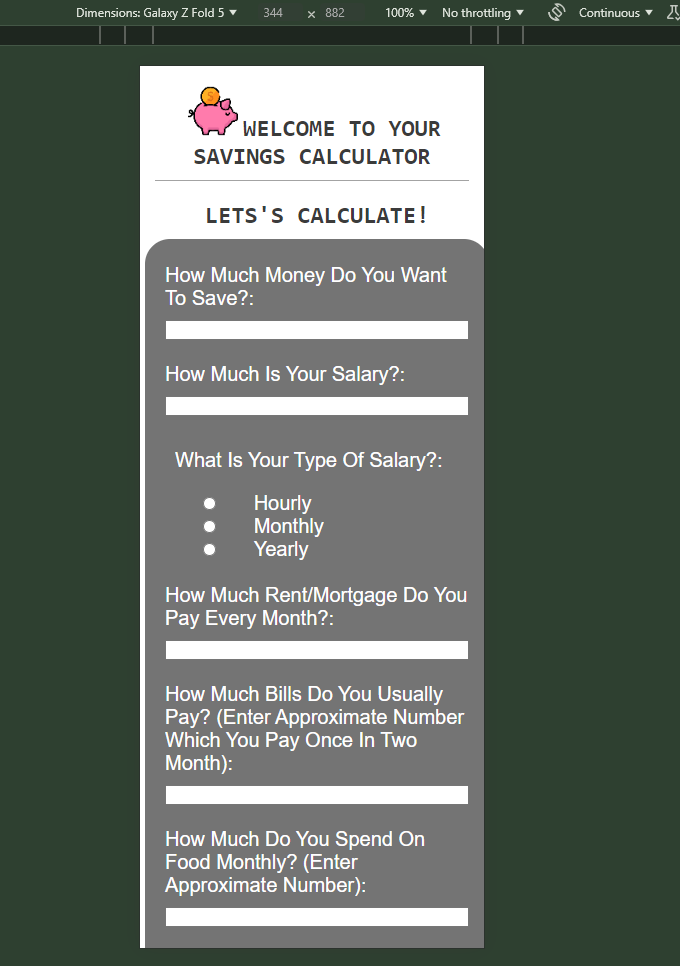 Dimensions: Galaxy Z Fold 5 344 × 882 100% No throttling Continuous
WELCOME TO YOUR
SAVINGS CALCULATOR
LETS'S CALCULATE!
How Much Money Do You Want
To Save?:
How Much Is Your Salary?:
What Is Your Type Of Salary?:
Hourly
Monthly
Yearly
How Much Rent/Mortgage Do You
Pay Every Month?:
How Much Bills Do You Usually
Pay? (Enter Approximate Number
Which You Pay Once In Two
Month):
How Much Do You Spend On
Food Monthly? (Enter
Approximate Number):